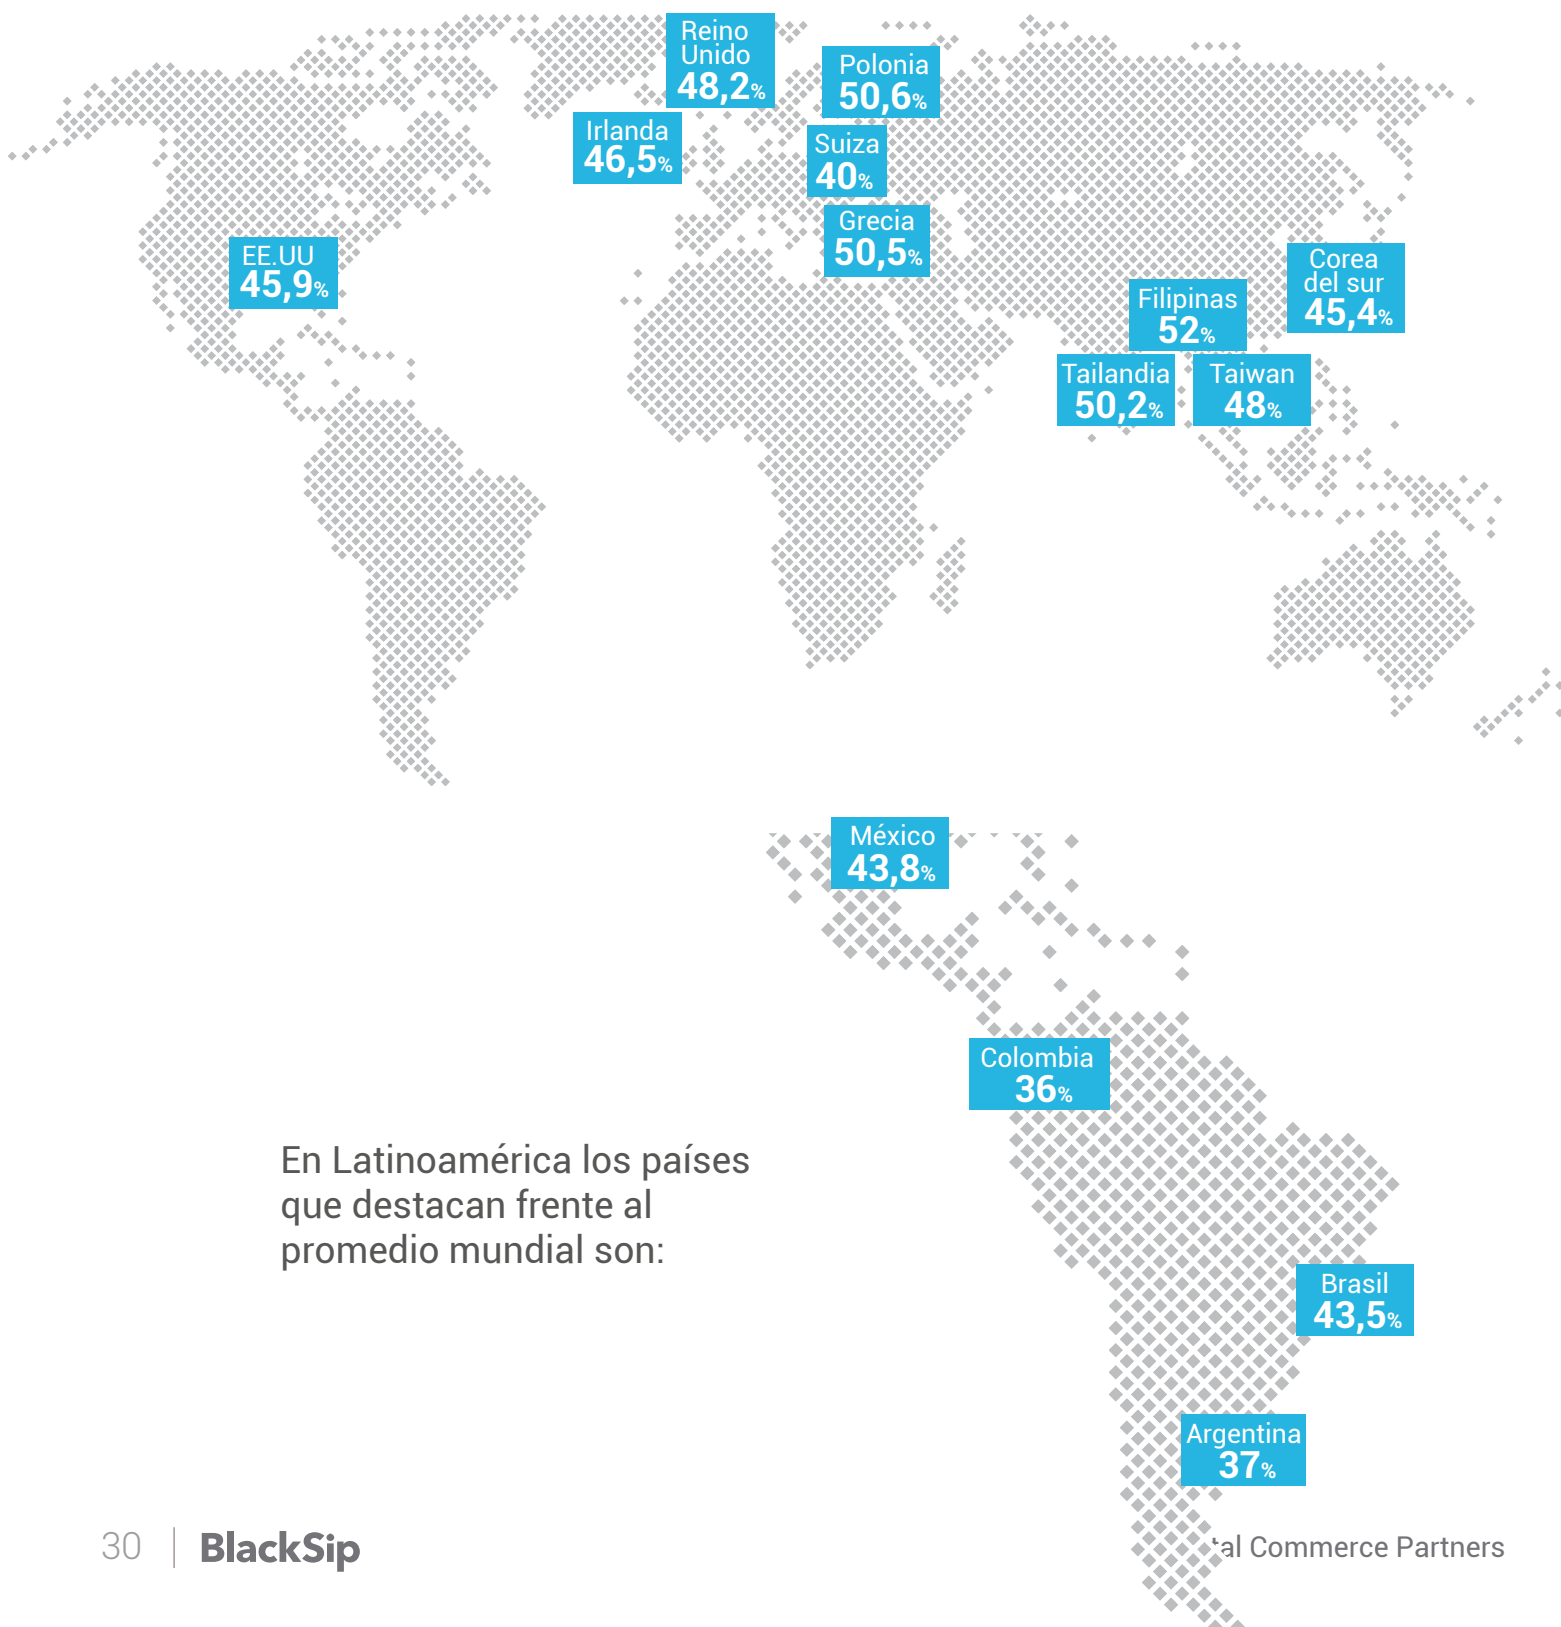 Reino
Unido
48,2%
Polonia
50,6%
Irlanda
46,5%
Suiza
40%
Grecia
50,5%
EE.UU
45,9%
Corea
del sur
45,4%
Filipinas
52%
Tailandia
50,2%
Taiwan
48%
México
43,8%
Colombia
36%
En Latinoamérica los países
que destacan frente al
promedio mundial son:
Brasil
43,5%
Argentina
37%
30 | BlackSip
tal Commerce Partners